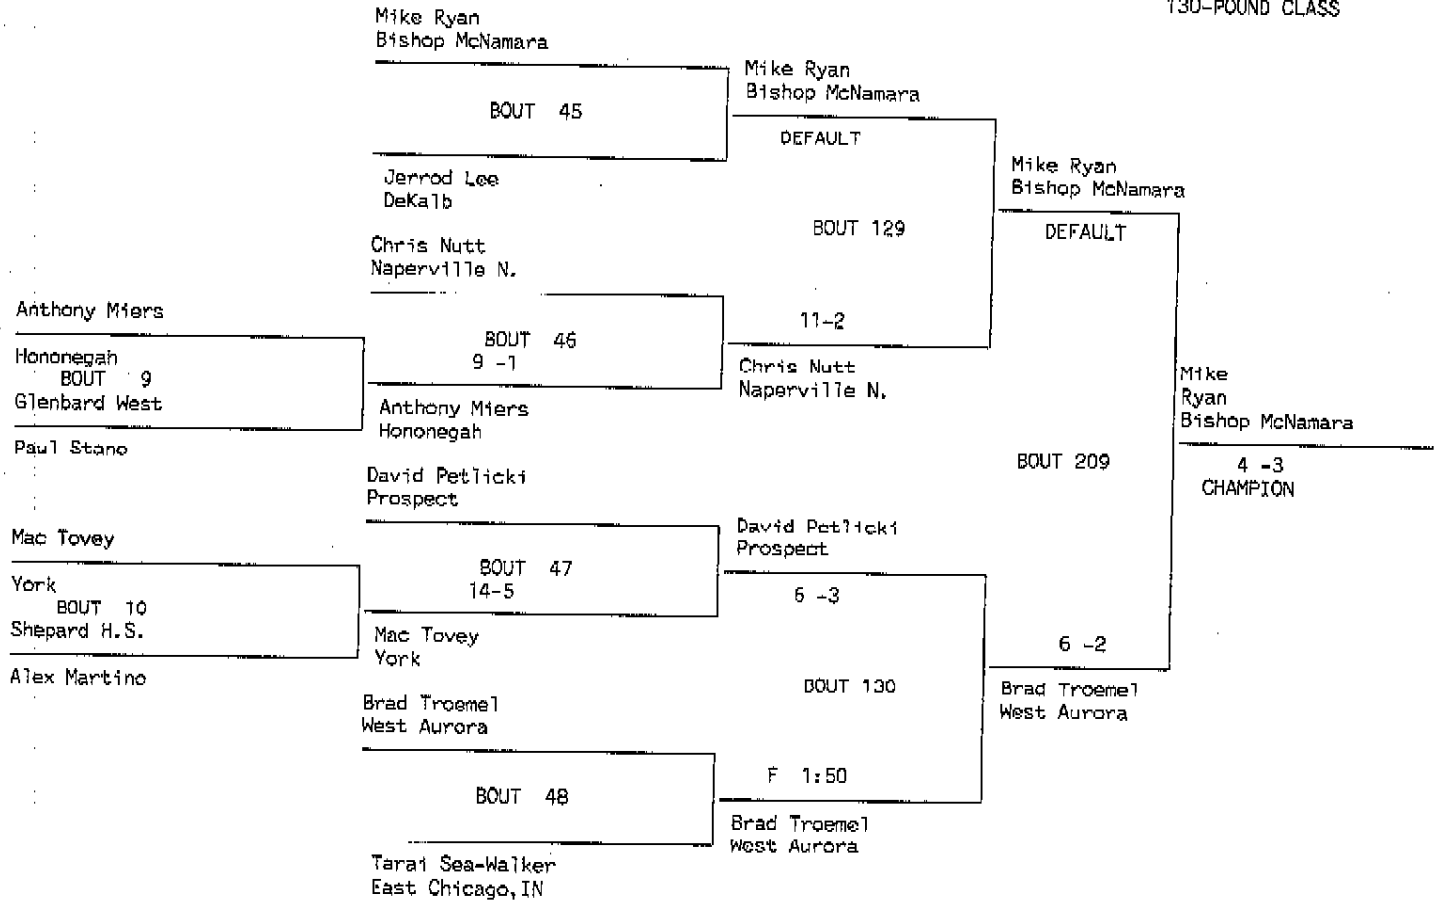 130-POUND CLASS
Mike Ryan
Bishop McNamara
BOUT 45
Jerrod Lee
DeKalb
Mike Ryan
Bishop McNamara
DEFAULT
Chris Nutt
Naperville N.
BOUT 46
9 -1
Anthony Miers
Hononegah
BOUT 9
Glenbard West
Paul Stano
Anthony Miers
Hononegah
11-2
Chris Nutt
Naperville N.
BOUT 129
Mike Ryan
Bishop McNamara
DEFAULT
David Petlicki
Prospect
BOUT 47
14-5
Mac Tovey
York
BOUT 10
Shepard H.S.
Alex Martino
Mac Tovey
York
David Petlicki
Prospect
6 -3
Brad Troemel
West Aurora
BOUT 48
Tarai Sea-Walker
East Chicago,IN
F 1:50
Brad Troemel
West Aurora
BOUT 130
6 -2
Brad Troemel
West Aurora
BOUT 209
Mike
Ryan
Bishop McNamara
4 -3
CHAMPION